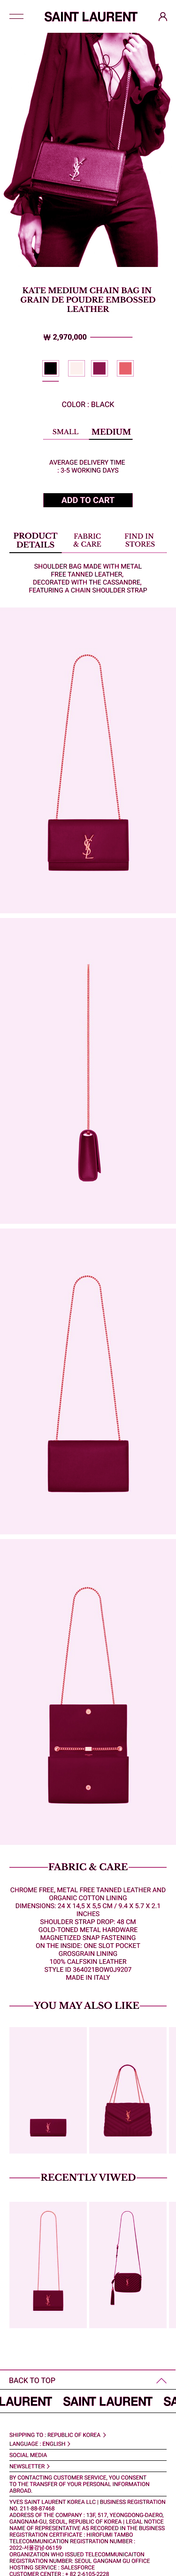 SAINT LAURENT
KATE MEDIUM CHAIN BAG IN
GRAIN DE POUDRE EMBOSSED
LEATHER
₩ 2,970,000
COLOR : BLACK
SMALL MEDIUM
AVERAGE DELIVERY TIME
: 3-5 WORKING DAYS
ADD TO CART
PRODUCT
DETAILS
FABRIC
& CARE
FIND IN
STORES
SHOULDER BAG MADE WITH METAL
FREE TANNED LEATHER,
DECORATED WITH THE CASSANDRE,
FEATURING A CHAIN SHOULDER STRAP
FABRIC & CARE
CHROME FREE, METAL FREE TANNED LEATHER AND
ORGANIC COTTON LINING
DIMENSIONS: 24 X 14,5 X 5,5 CM / 9.4 X 5.7 X 2.1
INCHES
SHOULDER STRAP DROP: 48 CM
GOLD-TONED METAL HARDWARE
MAGNETIZED SNAP FASTENING
ON THE INSIDE: ONE SLOT POCKET
GROSGRAIN LINING
100% CALFSKIN LEATHER
STYLE ID 364021BOW0J9207
MADE IN ITALY
YOU MAY ALSO LIKE
RECENTLY VIWED
BACK TO TOP
LAURENT SAINT LAURENT SA
SHIPPING TO : REPUBLIC OF KOREA >
LANGUAGE : ENGLISH >
SOCIAL MEDIA
NEWSLETTER >
BY CONTACTING CUSTOMER SERVICE, YOU CONSENT
TO THE TRANSFER OF YOUR PERSONAL INFORMATION
ABROAD.
YVES SAINT LAURENT KOREA LLC | BUSINESS REGISTRATION
NO. 211-88-87468
ADDRESS OF THE COMPANY : 13F, 517, YEONGDONG-DAERO,
GANGNAM-GU, SEOUL, REPUBLIC OF KOREA | LEGAL NOTICE
NAME OF REPRESENTATIVE AS RECORDED IN THE BUSINESS
REGISTRATION CERTIFICATE : HIROFUMI TAMBO
TELECOMMUNICATION REGISTRATION NUMBER :
2022-서울강남-06159
ORGANIZATION WHO ISSUED TELECOMMUNICAITON
REGISTRATION NUMBER: SEOUL GANGNAM GU OFFICE
HOSTING SERVICE : SALESFORCE
CUSTOMER CENTER : + 82 2-6105-2228